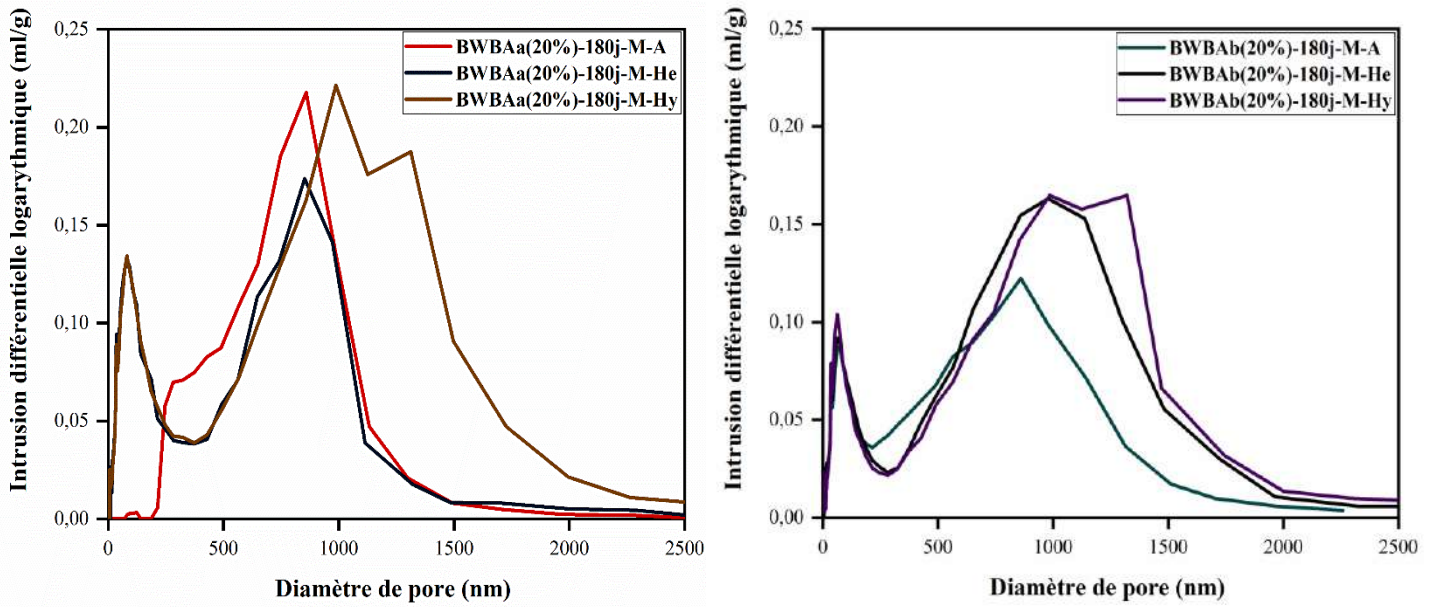 Intrusion différentielle logarythmique (ml/g)
0,25
0,20
0,15
0,10
0,05
0,00
BWBAa(20%)-180j-M-A
BWBAa(20%)-180j-M-He
BWBAa(20%)-180j-M-Hy
0 500 1000 1500 2000 2500
Diamètre de pore (nm)
Intrusion différentielle logarythmique (ml/g)
0,25
0,20
0,15
0,10
0,05
0,00
BWBAb(20%)-180j-M-A
BWBAb(20%)-180j-M-He
BWBAb(20%)-180j-M-Hy
0 500 1000 1500 2000 2500
Diamètre de pore (nm)